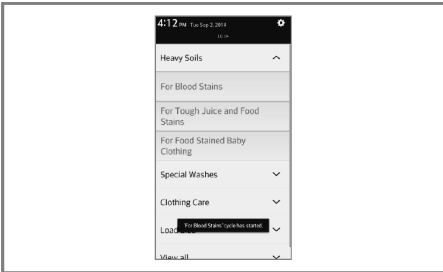 4:12 PM Tue Sep 2, 2014
Heavy Soils
For Blood Stains
For Tough Juice and Food
Stains
For Food Stained Baby
Clothing
Special Washes
Clothing Care
'For Blood Stains' cycle has started.
View all